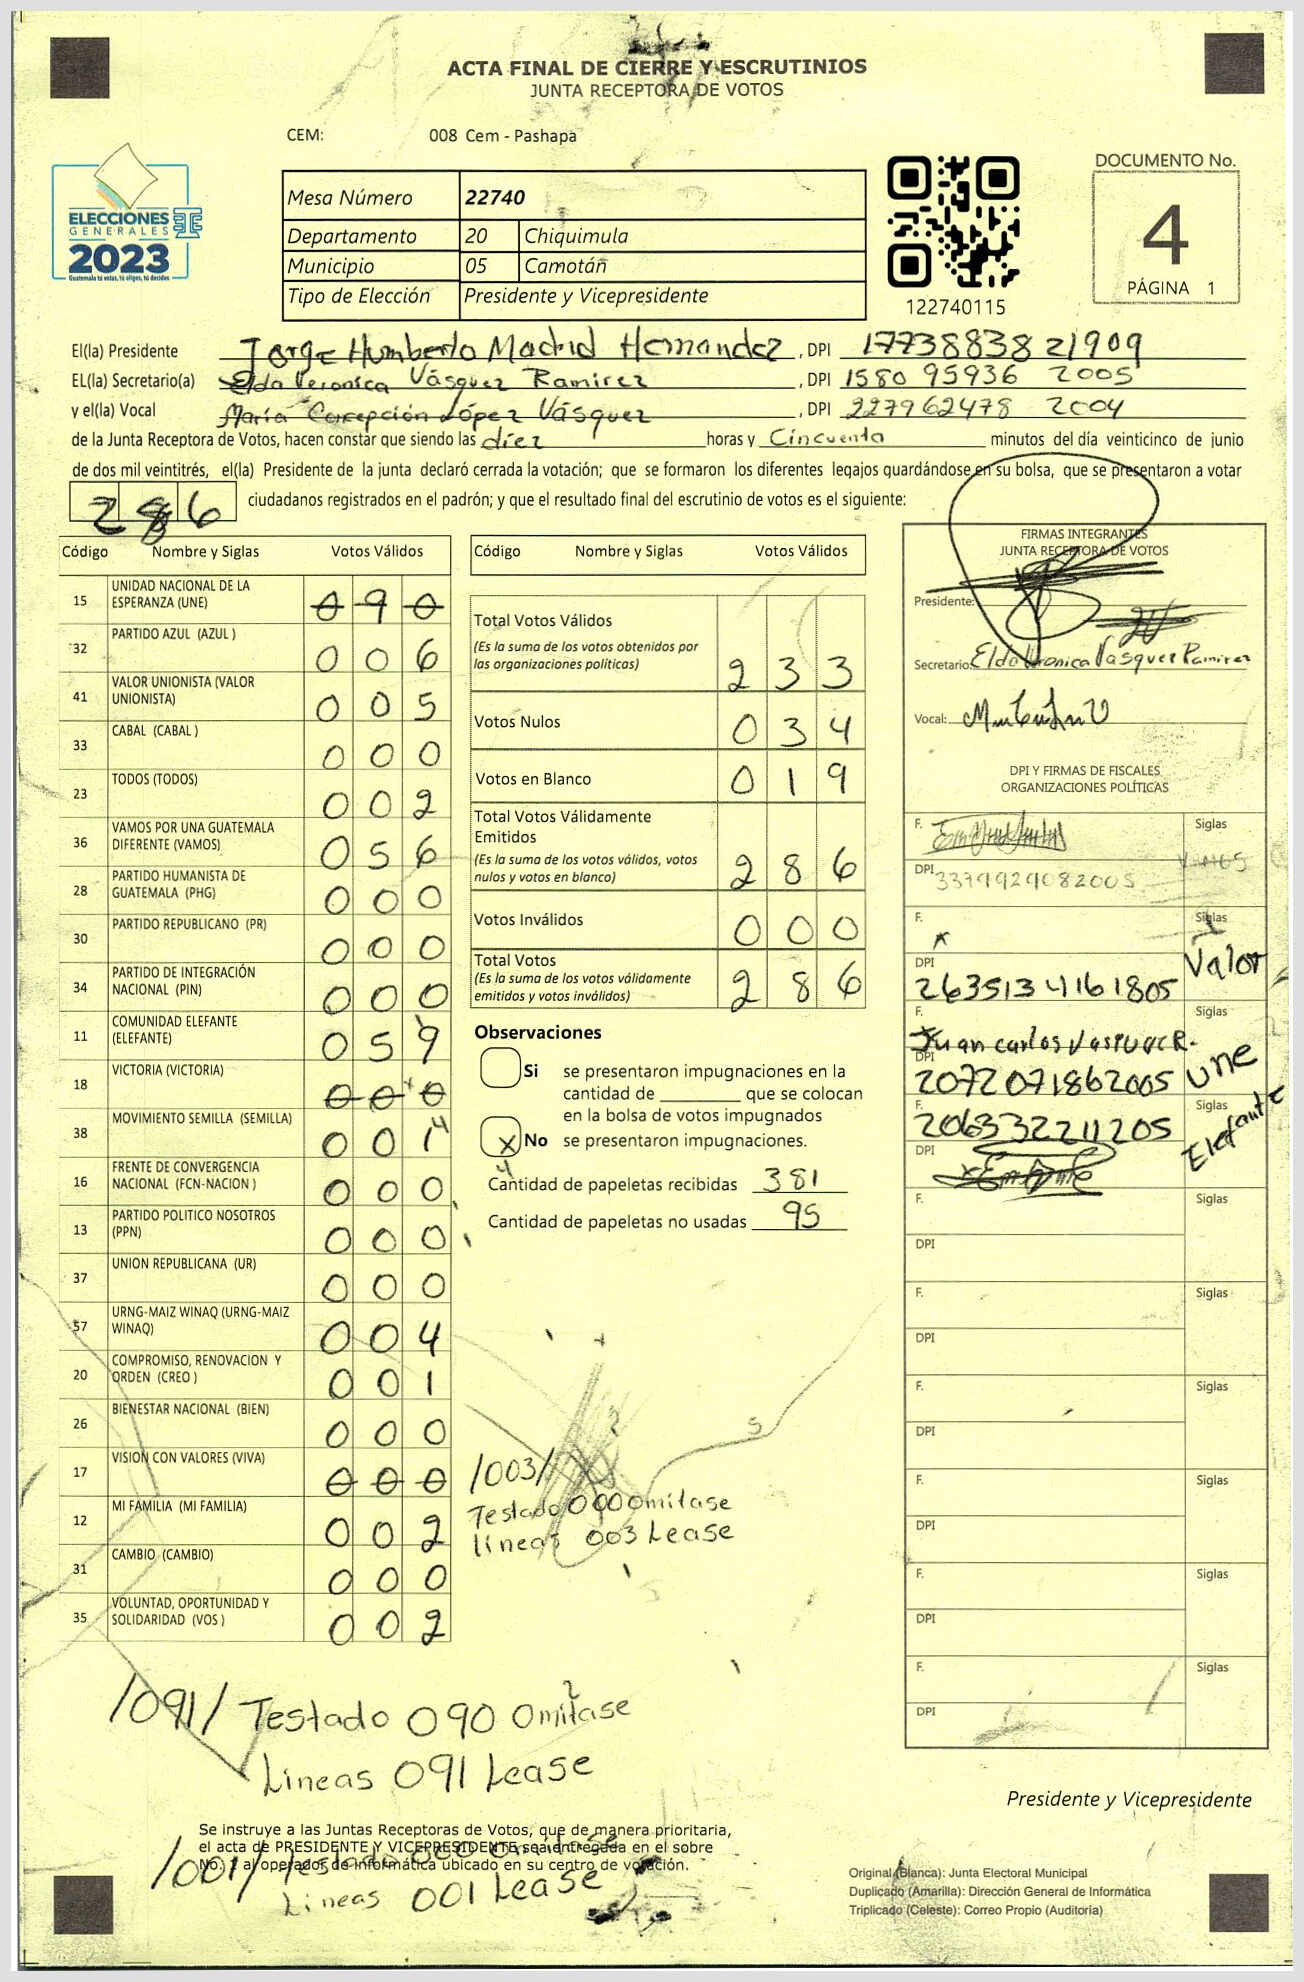 ACTA FINAL DE CIERRE Y ESCRUTINIOS
JUNTA RECEPTORA DE VOTOS
CEM: 008 Cem - Pashapa
DOCUMENTO No.
4
PÁGINA 1
ELECCIONES
GENERALES
2023
Guatemala tú votas, tú eliges, tú decides
Mesa Número 22740
Departamento 20 Chiquimula
Municipio 05 Camotán
Tipo de Elección Presidente y Vicepresidente
122740115
El(la) Presidente Jorge Humberto Madrid Hernandez, DPI 1773883821909
EL(la) Secretario(a) Elda Veronica Vásquez Ramirez, DPI 1580 95936 2005
y el(la) Vocal María Concepción López Vásquez, DPI 227962478 2004
de la Junta Receptora de Votos, hacen constar que siendo las diez horas y Cincuenta minutos del día veinticinco de junio
de dos mil veintitrés, el(la) Presidente de la junta declaró cerrada la votación; que se formaron los diferentes legajos guardándose en su bolsa, que se presentaron a votar
286 ciudadanos registrados en el padrón; y que el resultado final del escrutinio de votos es el siguiente:
Código Nombre y Siglas Votos Válidos
15 UNIDAD NACIONAL DE LA ESPERANZA (UNE) 0 9 0
32 PARTIDO AZUL (AZUL ) 0 0 6
41 VALOR UNIONISTA (VALOR UNIONISTA) 0 0 5
33 CABAL (CABAL ) 0 0 0
23 TODOS (TODOS) 0 0 2
36 VAMOS POR UNA GUATEMALA DIFERENTE (VAMOS) 0 5 6
28 PARTIDO HUMANISTA DE GUATEMALA (PHG) 0 0 0
30 PARTIDO REPUBLICANO (PR) 0 0 0
34 PARTIDO DE INTEGRACIÓN NACIONAL (PIN) 0 0 0
11 COMUNIDAD ELEFANTE (ELEFANTE) 0 5 9
18 VICTORIA (VICTORIA) 0 0 0
38 MOVIMIENTO SEMILLA (SEMILLA) 0 0 1
16 FRENTE DE CONVERGENCIA NACIONAL (FCN-NACION ) 0 0 0
13 PARTIDO POLITICO NOSOTROS (PPN) 0 0 0
37 UNION REPUBLICANA (UR) 0 0 0
57 URNG-MAIZ WINAQ (URNG-MAIZ WINAQ) 0 0 4
20 COMPROMISO, RENOVACION Y ORDEN (CREO ) 0 0 1
26 BIENESTAR NACIONAL (BIEN) 0 0 0
17 VISION CON VALORES (VIVA) 0 0 0
12 MI FAMILIA (MI FAMILIA) 0 0 2
31 CAMBIO (CAMBIO) 0 0 0
35 VOLUNTAD, OPORTUNIDAD Y SOLIDARIDAD (VOS ) 0 0 2
Código Nombre y Siglas Votos Válidos
Total Votos Válidos 2 3 3
(Es la suma de los votos obtenidos por
las organizaciones políticas)
Votos Nulos 0 3 4
Votos en Blanco 0 1 9
Total Votos Válidamente
Emitidos 2 8 6
(Es la suma de los votos válidos, votos
nulos y votos en blanco)
Votos Inválidos 0 0 0
Total Votos 2 8 6
(Es la suma de los votos válidamente
emitidos y votos inválidos)
Observaciones
Si se presentaron impugnaciones en la
cantidad de que se colocan
en la bolsa de votos impugnados
X No se presentaron impugnaciones.
Cantidad de papeletas recibidas 381
Cantidad de papeletas no usadas 95
/003/
Testado 000 Omitase
líneas 003 Lease
FIRMAS INTEGRANTES
JUNTA RECEPTORA DE VOTOS
Presidente:
Secretario: Elda Veronica Vasquez Ramirez
Vocal:
DPI Y FIRMAS DE FISCALES
ORGANIZACIONES POLÍTICAS
F. Siglas
DPI 3379929082005 VAMOS
F. Siglas
DPI Valor
2635134161805
F. Siglas
Juan carlos Vasquez R.
DPI
2072071862005 une
F. Siglas
206332211205 Elefante
DPI
F. Siglas
DPI
F. Siglas
DPI
F. Siglas
DPI
F. Siglas
DPI
F. Siglas
DPI
F. Siglas
DPI
/091/ Testado 090 Omitase
Lineas 091 Lease
Presidente y Vicepresidente
Se instruye a las Juntas Receptoras de Votos, que de manera prioritaria,
el acta de PRESIDENTE Y VICEPRESIDENTE sea entregada en el sobre
No. 1 al operador de informática ubicado en su centro de votación.
/001/ Testado 000 Omitase
Lineas 001 Lease
Original (Blanca): Junta Electoral Municipal
Duplicado (Amarilla): Dirección General de Informática
Triplicado (Celeste): Correo Propio (Auditoría)